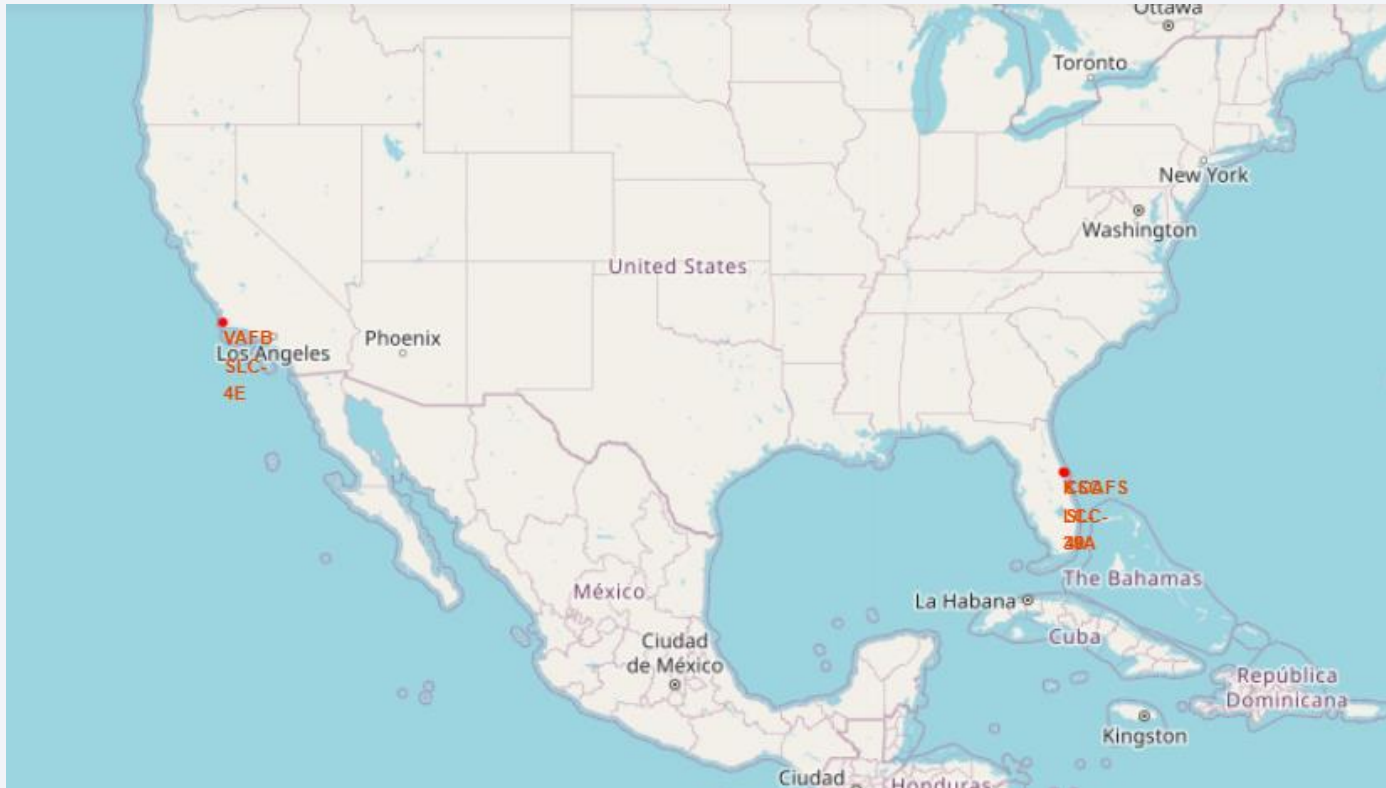 Ottawa
Toronto
New York
Washington
United States
VAFB
SLC-
4E
Los Angeles
Phoenix
The Bahamas
La Habana
Cuba
México
Ciudad
de México
República
Dominicana
Kingston
Ciudad
Honduras